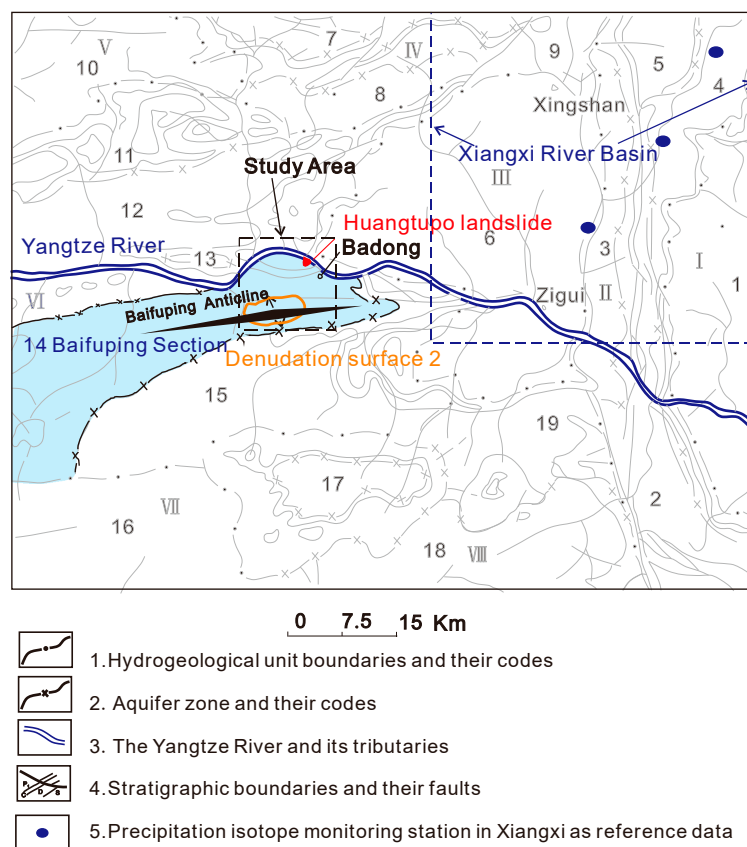 7
V
IV
9
10
5
4
8
Xingshan
Study Area
Xiangxi River Basin
11
III
12
Huangtupo landslide
Yangtze River
Badong
6
3
13
I
1
VI
Baifuping Anticline
Zigui
II
14 Baifuping Section
Denudation surface 2
15
19
17
2
VII
16
18
VIII
0 7.5 15 Km
1.Hydrogeological unit boundaries and their codes
2. Aquifer zone and their codes
3. The Yangtze River and its tributaries
4.Stratigraphic boundaries and their faults
5.Precipitation isotope monitoring station in Xiangxi as reference data